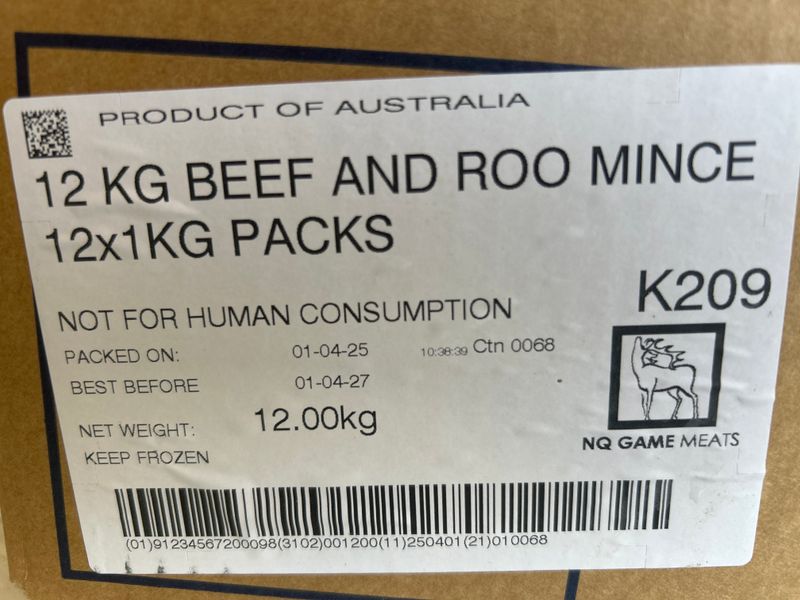 PRODUCT OF AUSTRALIA
12 KG BEEF AND ROO MINCE
12x1KG PACKS
K209
NOT FOR HUMAN CONSUMPTION
PACKED ON: 01-04-25 10:38:39 Ctn 0068
BEST BEFORE 01-04-27
NET WEIGHT: 12.00kg
KEEP FROZEN
NQ GAME MEATS
(01)91234567200098(3102)001200(11)250401(21)010068